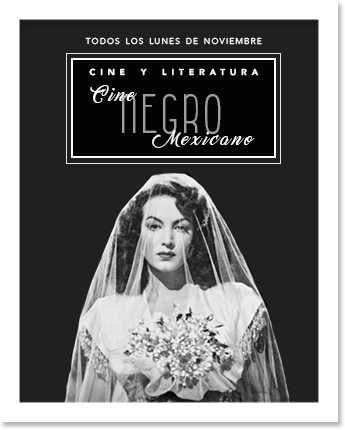 TODOS LOS LUNES DE NOVIEMBRE
CINE Y LITERATURA
Cine
NEGRO
Mexicano